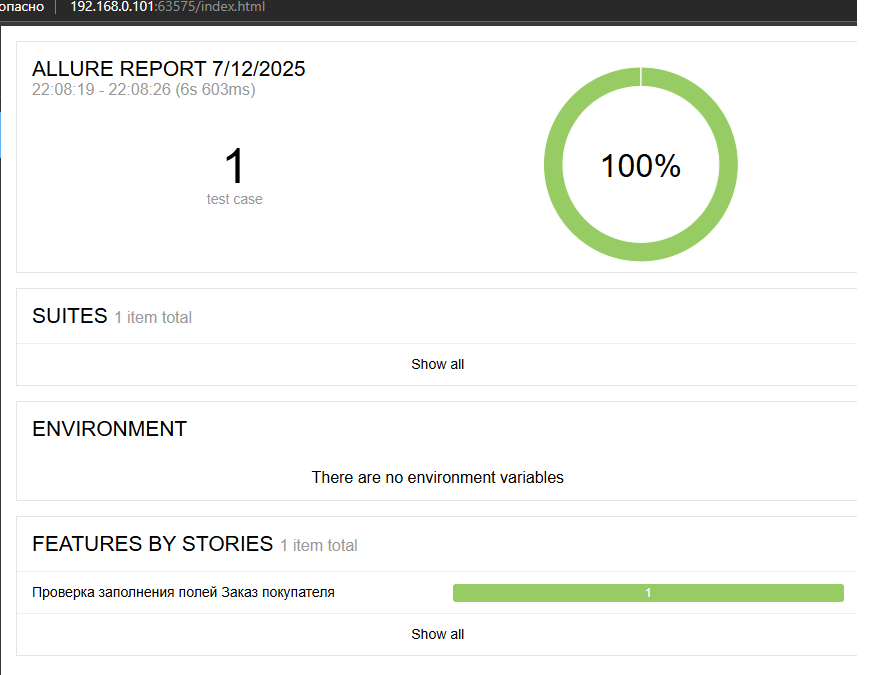 опасно 192.168.0.101:63575/index.html
ALLURE REPORT 7/12/2025
22:08:19 - 22:08:26 (6s 603ms)
1
test case
100%
SUITES 1 item total
Show all
ENVIRONMENT
There are no environment variables
FEATURES BY STORIES 1 item total
Проверка заполнения полей Заказ покупателя 1
Show all